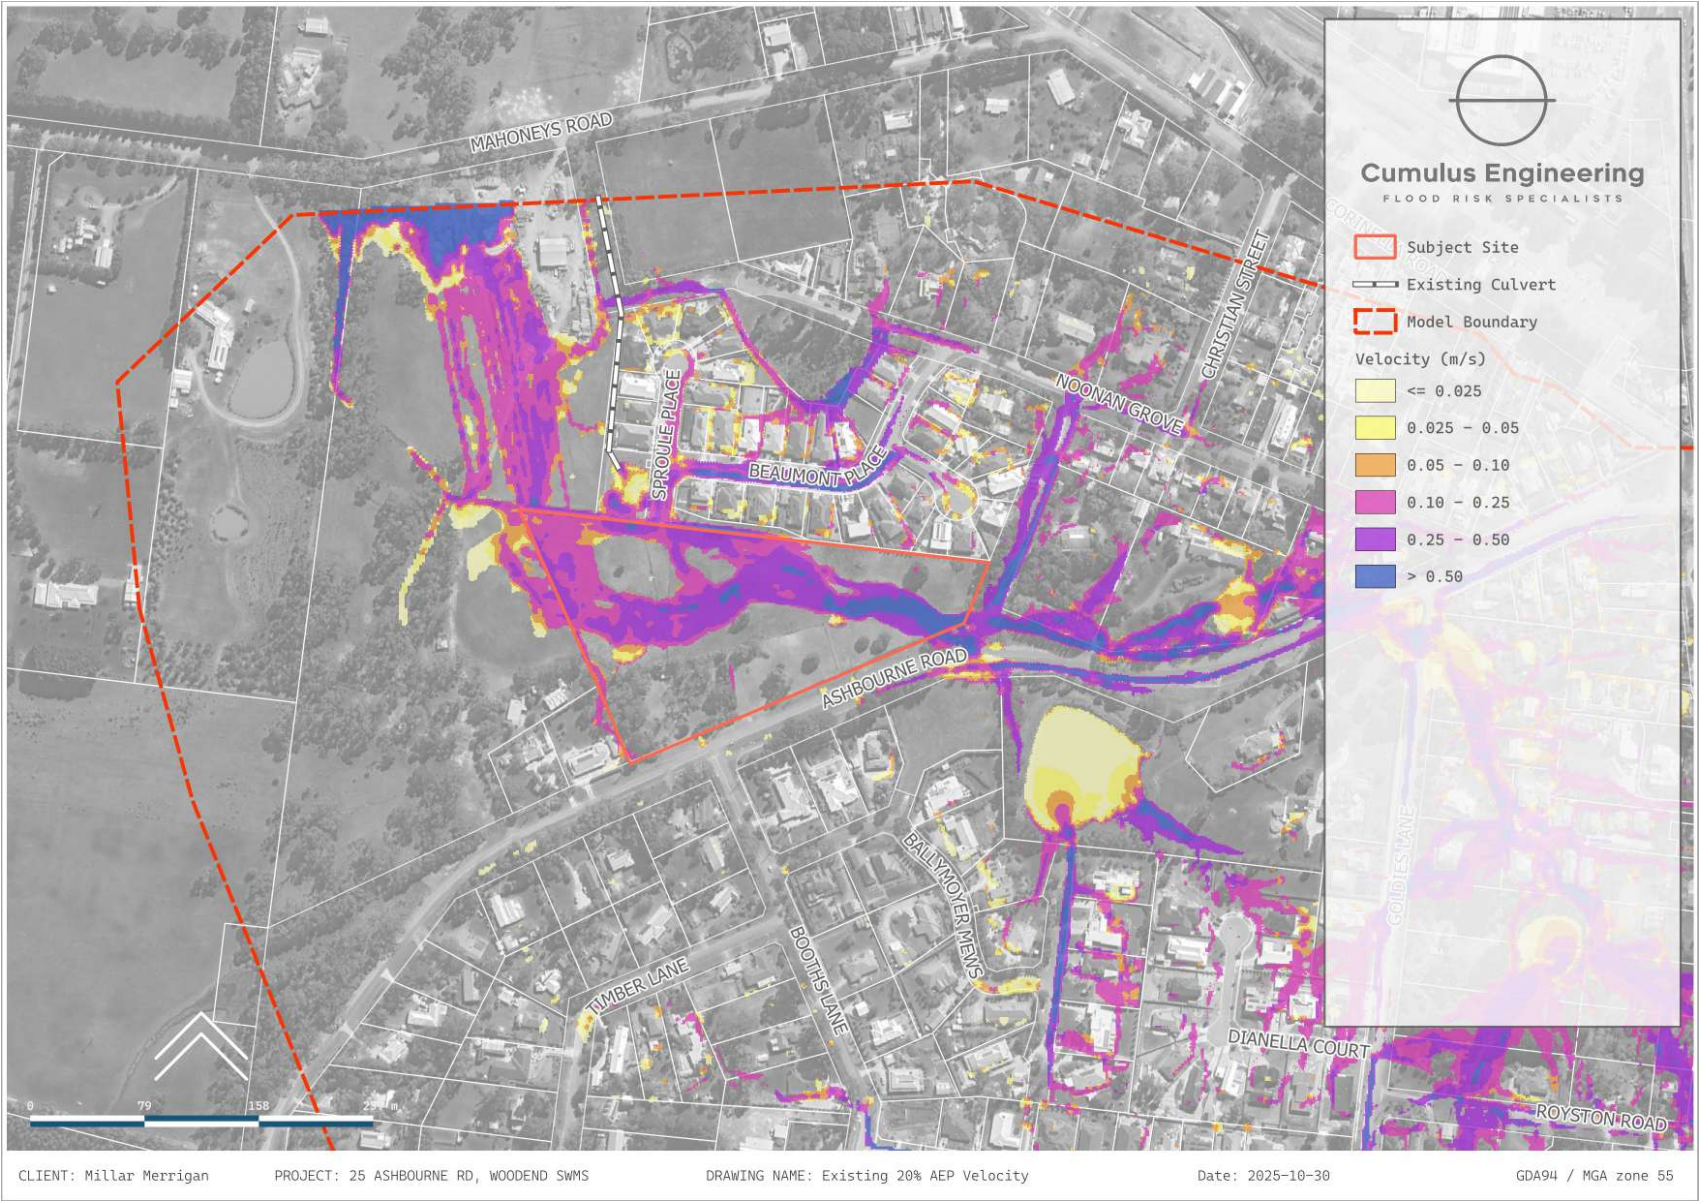 MAHONEYS ROAD
CHRISTIAN STREET
NOONAN GROVE
SPROULE PLACE
BEAUMONT PLACE
ASHBOURNE ROAD
BALLYMOYER MEWS
BOOTHS LANE
TIMBER LANE
DIANELLA COURT
ROYSTON ROAD
GOLDIES LANE
Cumulus Engineering
FLOOD RISK SPECIALISTS
Subject Site
Existing Culvert
Model Boundary
Velocity (m/s)
<= 0.025
0.025 - 0.05
0.05 - 0.10
0.10 - 0.25
0.25 - 0.50
> 0.50
0 79 158 m
CLIENT: Millar Merrigan PROJECT: 25 ASHBOURNE RD, WOODEND SWMS DRAWING NAME: Existing 20% AEP Velocity Date: 2025-10-30 GDA94 / MGA zone 55